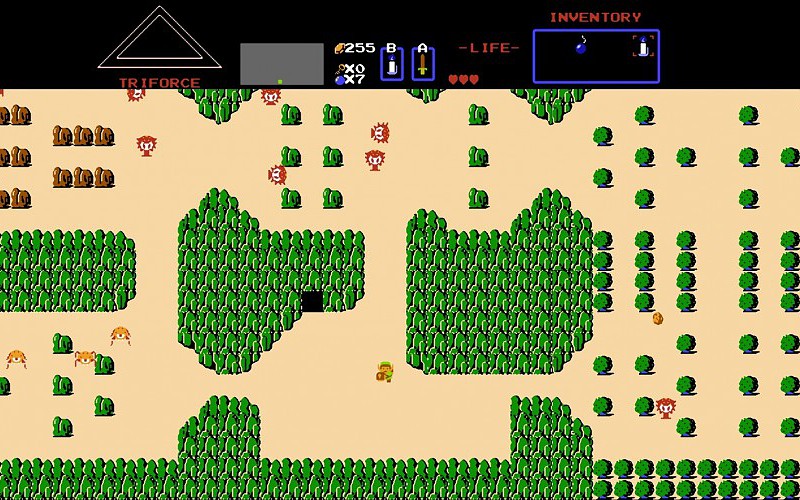 INVENTORY
255 B A -LIFE-
X0
X7
TRIFORCE